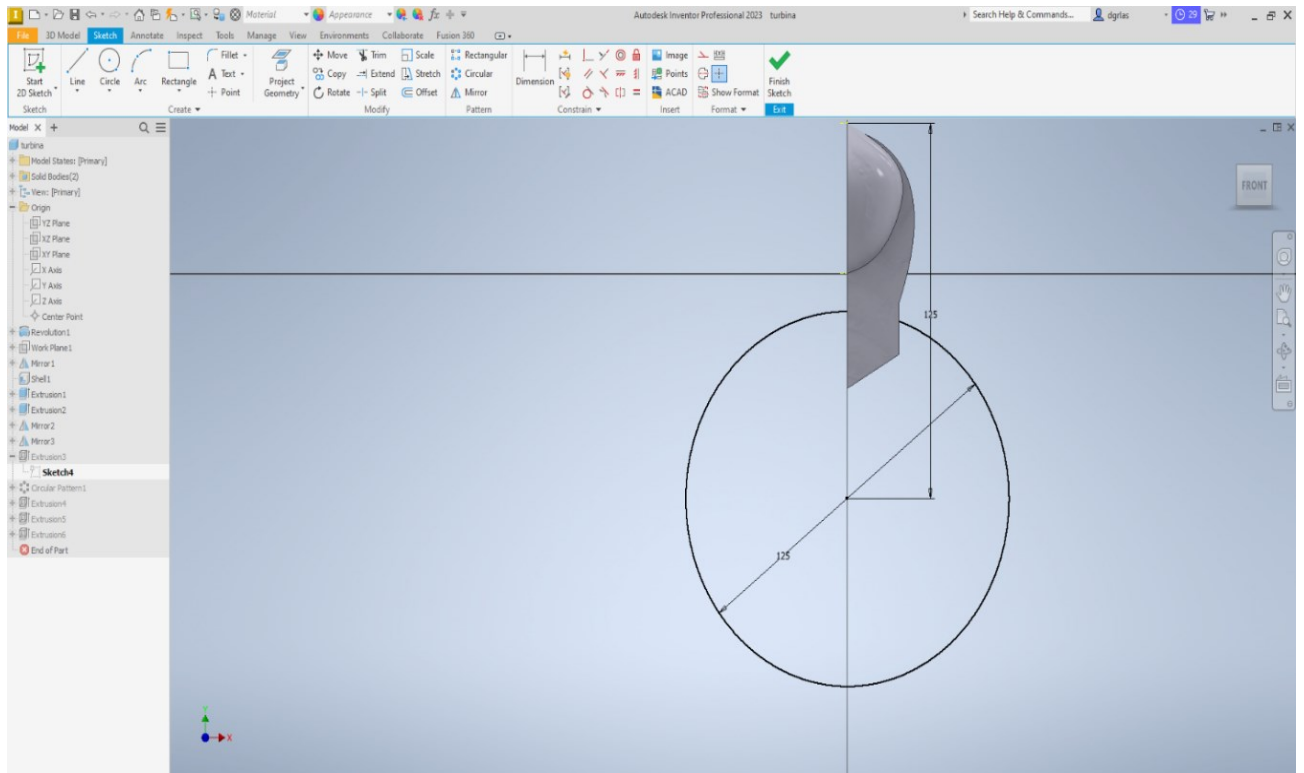 Material Appearance Autodesk Inventor Professional 2023 turbina Search Help & Commands... dgrlas 29
File 3D Model Sketch Annotate Inspect Tools Manage View Environments Collaborate Fusion 360
Start 2D Sketch Line Circle Arc Rectangle Fillet Text Point Project Geometry
Move Trim Scale
Copy Extend Stretch
Rotate Split Offset
Rectangular
Circular
Mirror
Dimension
Image
Points
ACAD
Show Format
Finish Sketch
Sketch Create Modify Pattern Constrain Insert Format Exit
Model
turbina
Model States: [Primary]
Solid Bodies(2)
View: [Primary]
Origin
YZ Plane
XZ Plane
XY Plane
X Axis
Y Axis
Z Axis
Center Point
Revolution1
Work Plane1
Mirror1
Shell1
Extrusion1
Extrusion2
Mirror2
Mirror3
Extrusion3
Sketch4
Circular Pattern1
Extrusion4
Extrusion5
Extrusion6
End of Part
FRONT
125
125
Y
X